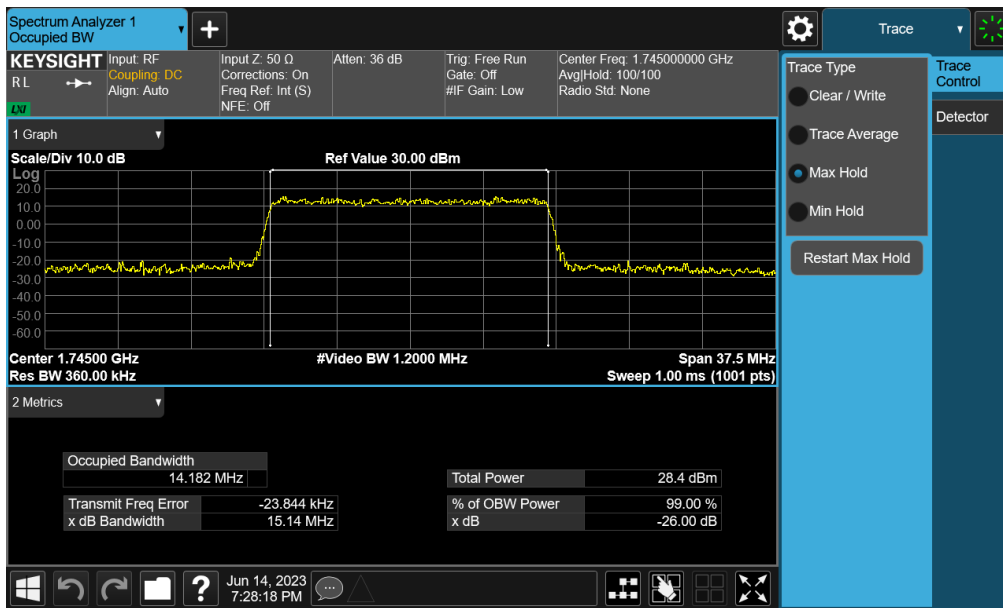 Spectrum Analyzer 1
Occupied BW
+
Trace
KEYSIGHT
R L
LXI
Input: RF
Coupling: DC
Align: Auto
Input Z: 50 Ω
Corrections: On
Freq Ref: Int (S)
NFE: Off
Atten: 36 dB
Trig: Free Run
Gate: Off
#IF Gain: Low
Center Freq: 1.745000000 GHz
Avg|Hold: 100/100
Radio Std: None
Trace Type
Clear / Write
Trace Average
Max Hold
Min Hold
Restart Max Hold
Trace
Control
Detector
1 Graph
Scale/Div 10.0 dB
Ref Value 30.00 dBm
Log
20.0
10.0
0.00
-10.0
-20.0
-30.0
-40.0
-50.0
-60.0
Center 1.74500 GHz
#Video BW 1.2000 MHz
Span 37.5 MHz
Res BW 360.00 kHz
Sweep 1.00 ms (1001 pts)
2 Metrics
Occupied Bandwidth
14.182 MHz
Total Power 28.4 dBm
Transmit Freq Error -23.844 kHz
% of OBW Power 99.00 %
x dB Bandwidth 15.14 MHz
x dB -26.00 dB
?
Jun 14, 2023
7:28:18 PM